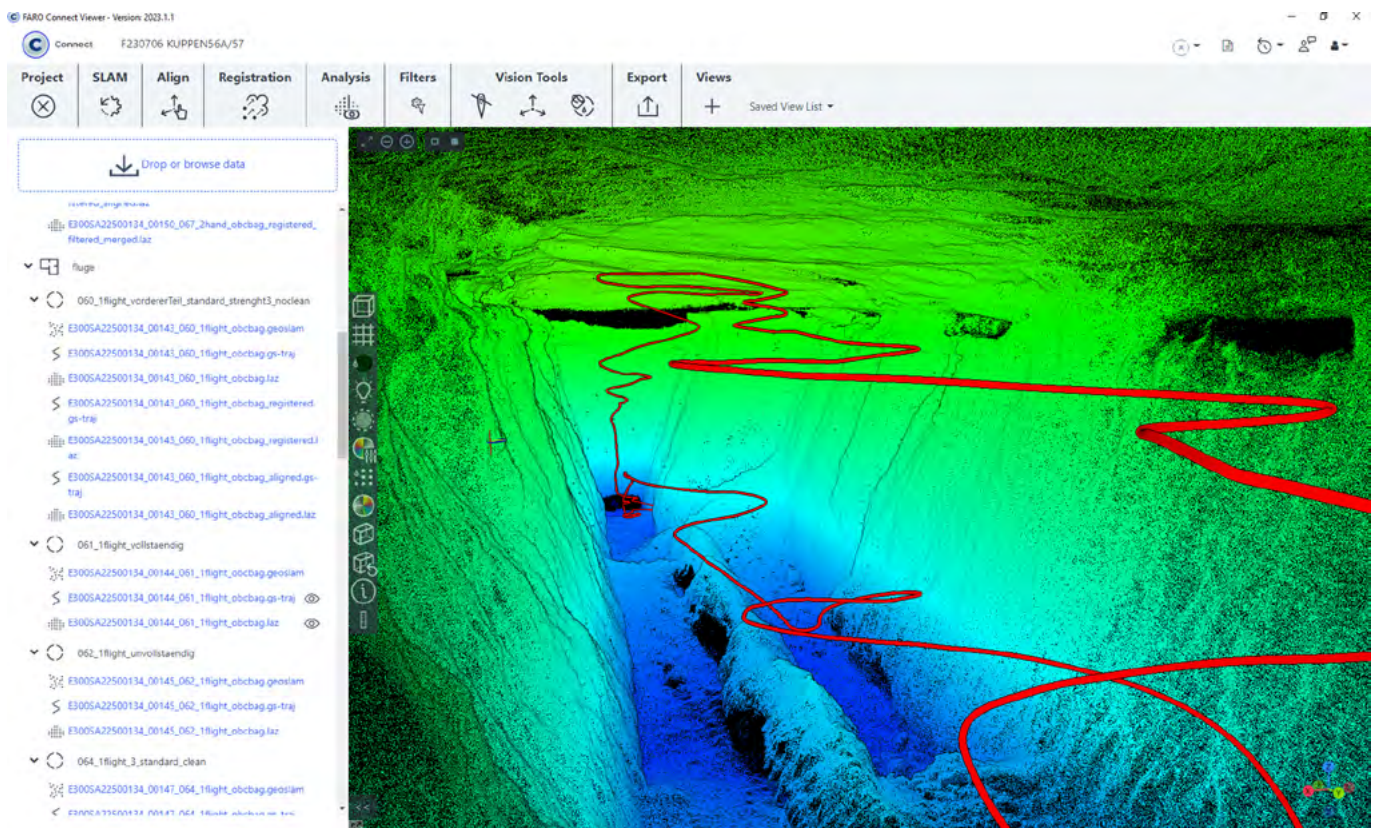 FARO Connect Viewer - Version: 2023.1.1
Connect F230706 KUPPEN56A/57
Project SLAM Align Registration Analysis Filters Vision Tools Export Views
Saved View List
Drop or browse data
E300SA22500134_00150_067_2hand_obcbag_registered_
filtered_merged.laz
fluge
060_1flight_vordererTeil_standard_strenght3_noclean
E300SA22500134_00143_060_1flight_obcbag.geoslam
E300SA22500134_00143_060_1flight_obcbag.gs-traj
E300SA22500134_00143_060_1flight_obcbag.laz
E300SA22500134_00143_060_1flight_obcbag_registered.
gs-traj
E300SA22500134_00143_060_1flight_obcbag_registered.l
az
E300SA22500134_00143_060_1flight_obcbag_aligned.gs-
traj
E300SA22500134_00143_060_1flight_obcbag_aligned.laz
061_1flight_vollstaendig
E300SA22500134_00144_061_1flight_obcbag.geoslam
E300SA22500134_00144_061_1flight_obcbag.gs-traj
E300SA22500134_00144_061_1flight_obcbag.laz
062_1flight_unvollstaendig
E300SA22500134_00145_062_1flight_obcbag.geoslam
E300SA22500134_00145_062_1flight_obcbag.gs-traj
E300SA22500134_00145_062_1flight_obcbag.laz
064_1flight_3_standard_clean
E300SA22500134_00147_064_1flight_obcbag.geoslam
E300SA22500134_00147_064_1flight_obcbag.gs-traj